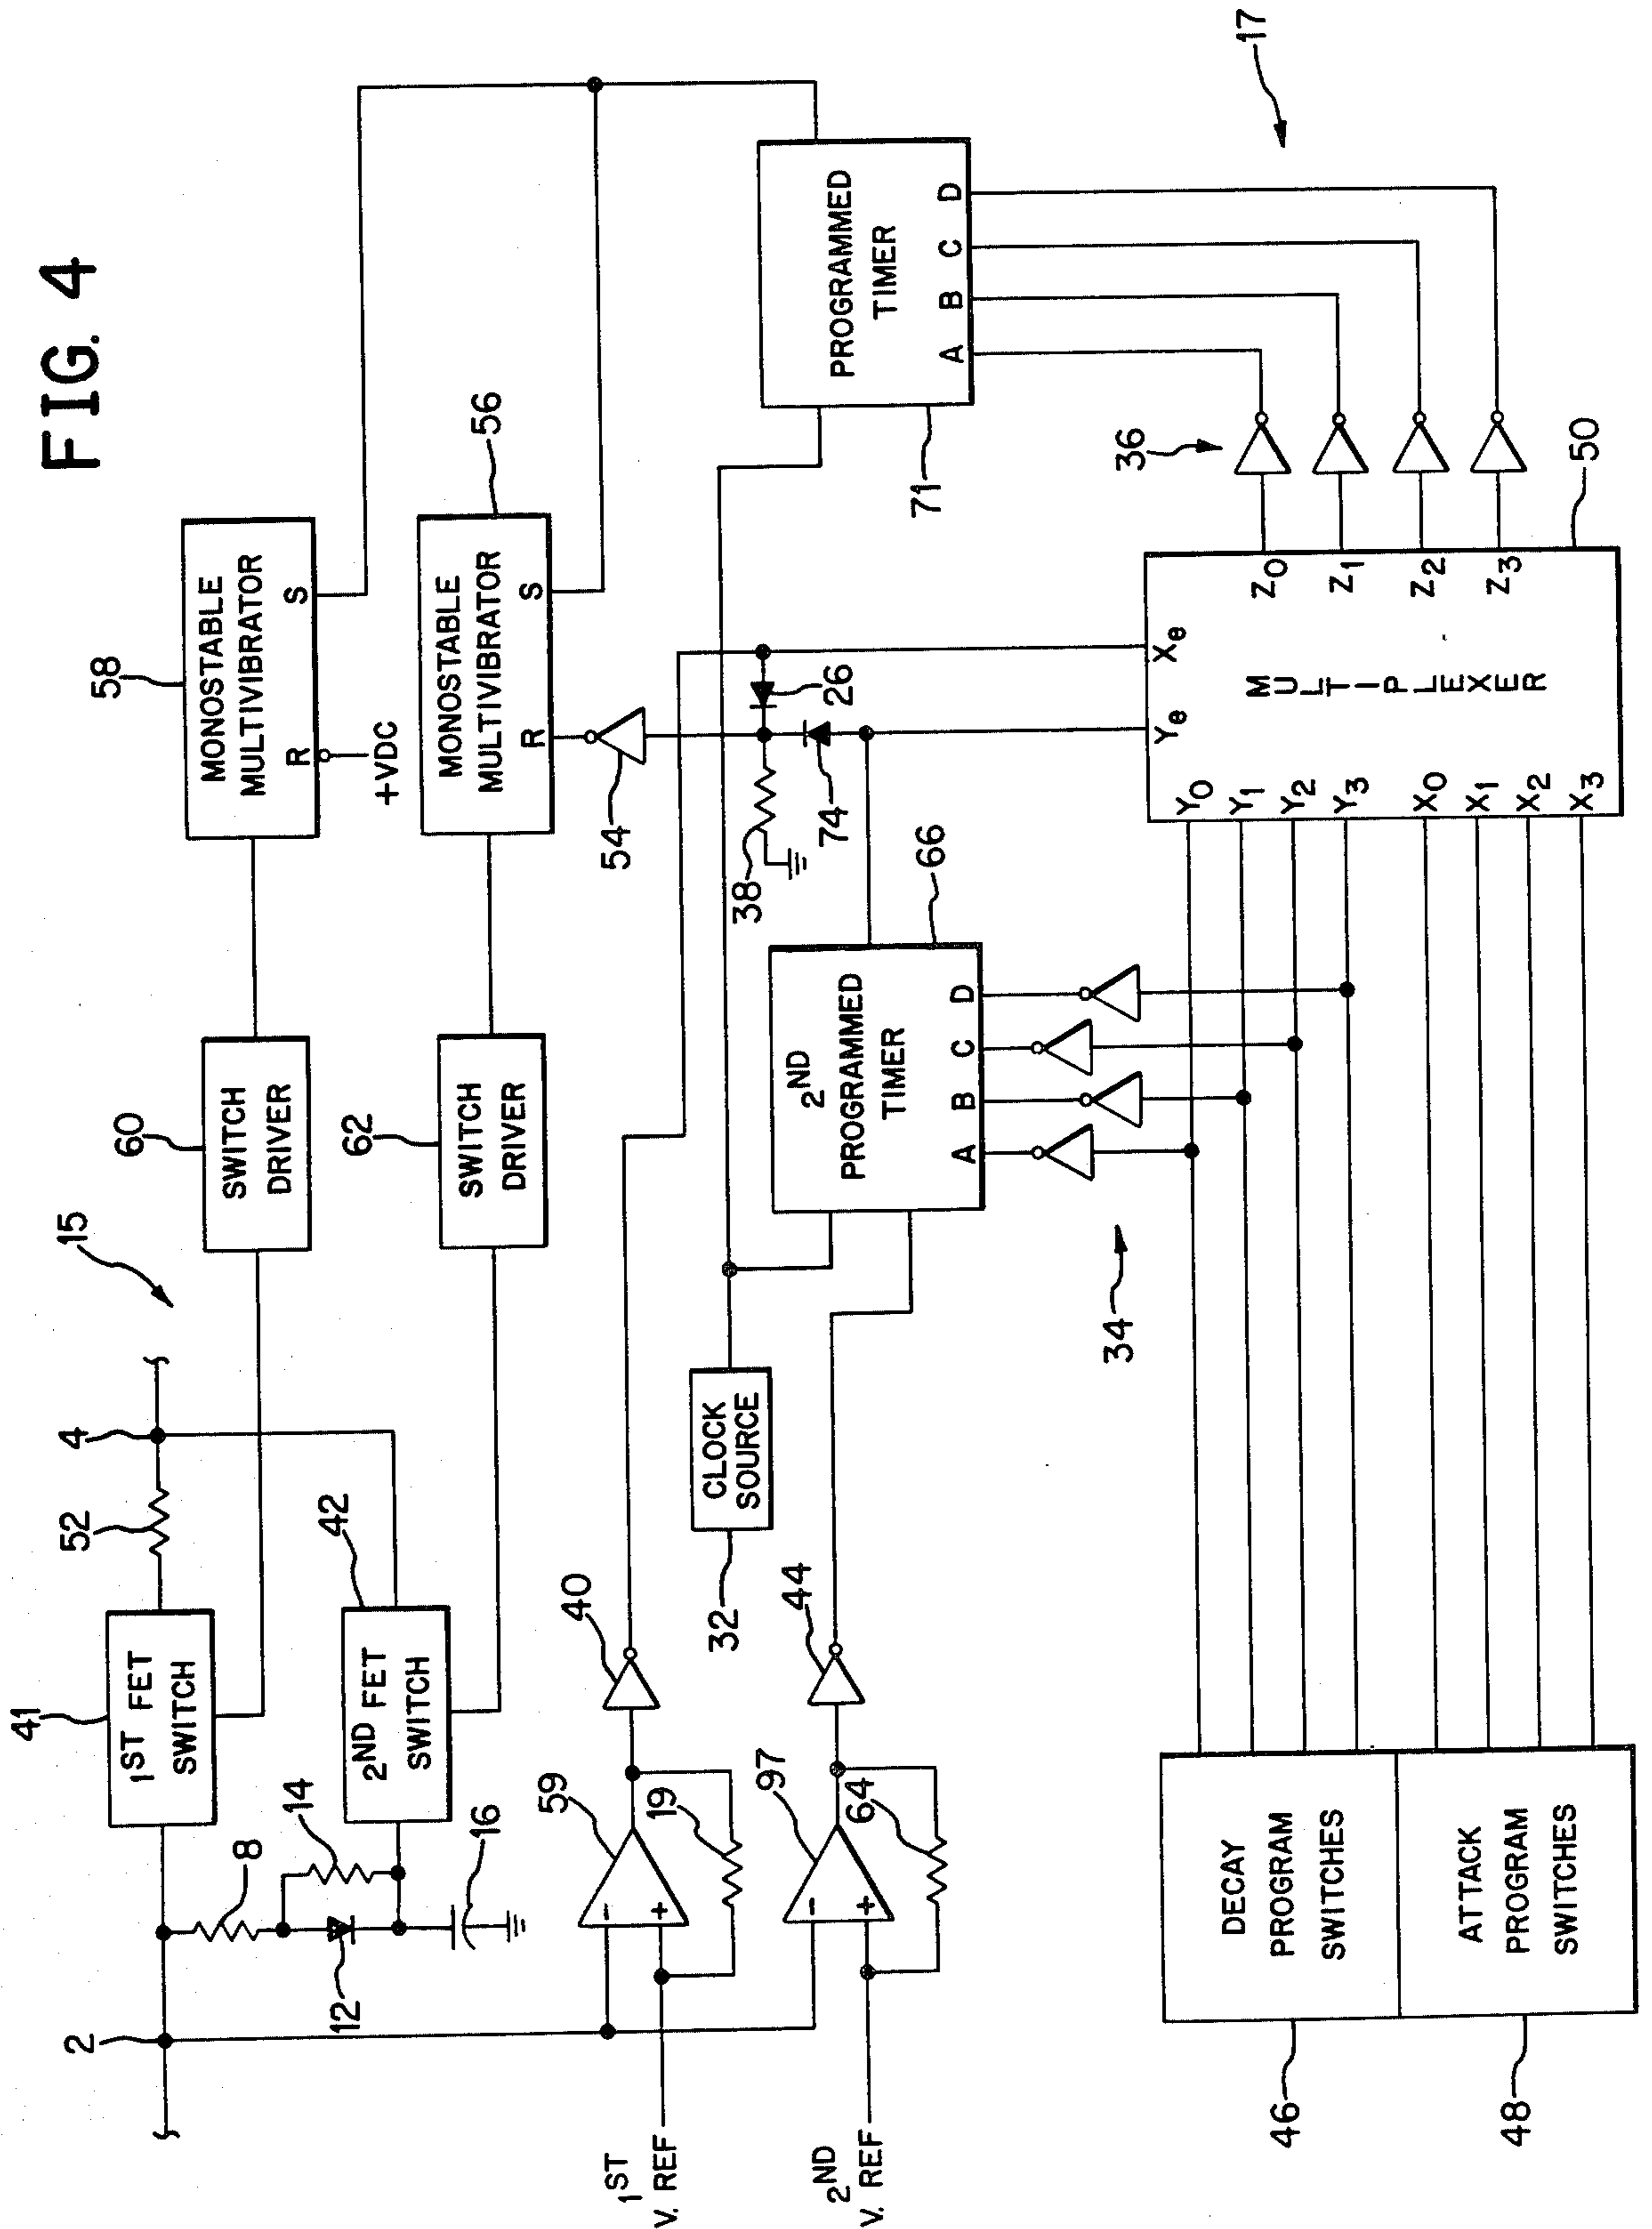 FIG. 4
15
41
1ST FET
SWITCH
52
4
60
SWITCH
DRIVER
58
MONOSTABLE
MULTIVIBRATOR
R
S
+VDC
2
8
14
12
16
42
2ND FET
SWITCH
62
SWITCH
DRIVER
56
MONOSTABLE
MULTIVIBRATOR
R
S
54
1ST
V. REF
59
-
+
19
40
2ND
V. REF
97
-
+
64
44
32
CLOCK
SOURCE
38
26
74
2ND
PROGRAMMED
TIMER
A B C D
66
PROGRAMMED
TIMER
A B C D
71
17
34
36
46
DECAY
PROGRAM
SWITCHES
48
ATTACK
PROGRAM
SWITCHES
Y0
Y1
Y2
Y3
X0
X1
X2
X3
Ye
Xe
MULTIPLEXER
Z0
Z1
Z2
Z3
50